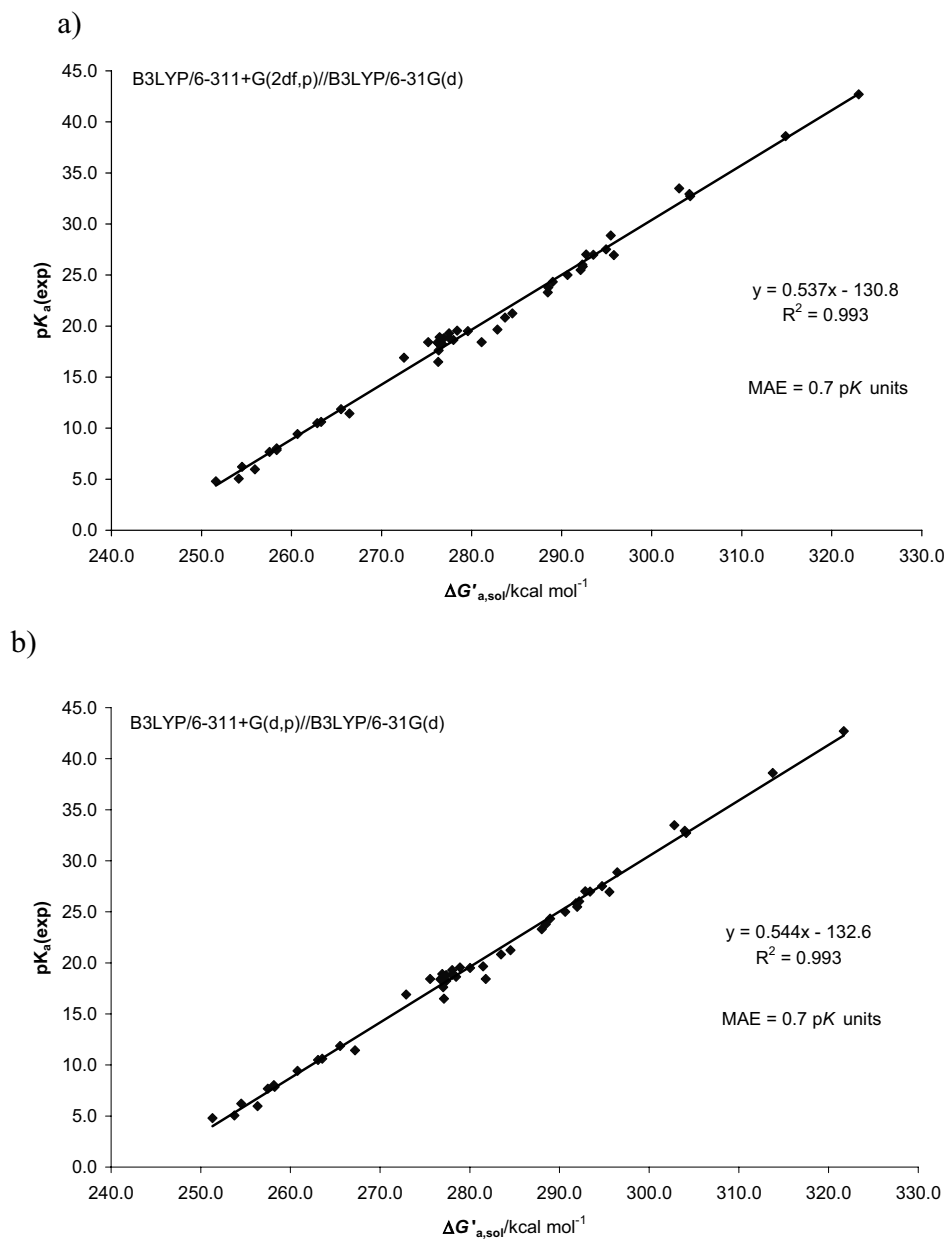 a)
B3LYP/6-311+G(2df,p)//B3LYP/6-31G(d)
45.0
40.0
35.0
30.0
25.0
20.0
15.0
10.0
5.0
0.0
pKa(exp)
y = 0.537x - 130.8
R² = 0.993
MAE = 0.7 pK units
240.0 250.0 260.0 270.0 280.0 290.0 300.0 310.0 320.0 330.0
ΔG'a,sol/kcal mol⁻¹
b)
B3LYP/6-311+G(d,p)//B3LYP/6-31G(d)
45.0
40.0
35.0
30.0
25.0
20.0
15.0
10.0
5.0
0.0
pKa(exp)
y = 0.544x - 132.6
R² = 0.993
MAE = 0.7 pK units
240.0 250.0 260.0 270.0 280.0 290.0 300.0 310.0 320.0 330.0
ΔG'a,sol/kcal mol⁻¹